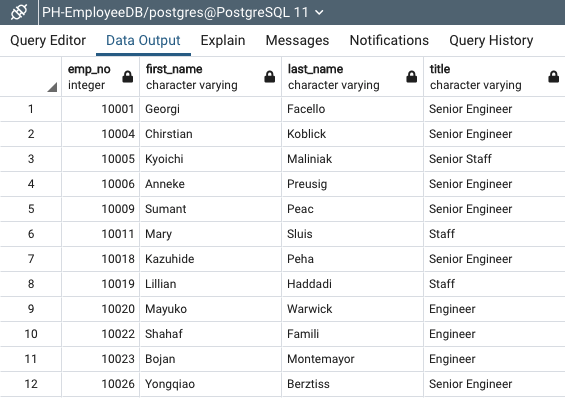 PH-EmployeeDB/postgres@PostgreSQL 11
Query Editor Data Output Explain Messages Notifications Query History
emp_no first_name last_name title
integer character varying character varying character varying
1 10001 Georgi Facello Senior Engineer
2 10004 Chirstian Koblick Senior Engineer
3 10005 Kyoichi Maliniak Senior Staff
4 10006 Anneke Preusig Senior Engineer
5 10009 Sumant Peac Senior Engineer
6 10011 Mary Sluis Staff
7 10018 Kazuhide Peha Senior Engineer
8 10019 Lillian Haddadi Staff
9 10020 Mayuko Warwick Engineer
10 10022 Shahaf Famili Engineer
11 10023 Bojan Montemayor Engineer
12 10026 Yongqiao Berztiss Senior Engineer